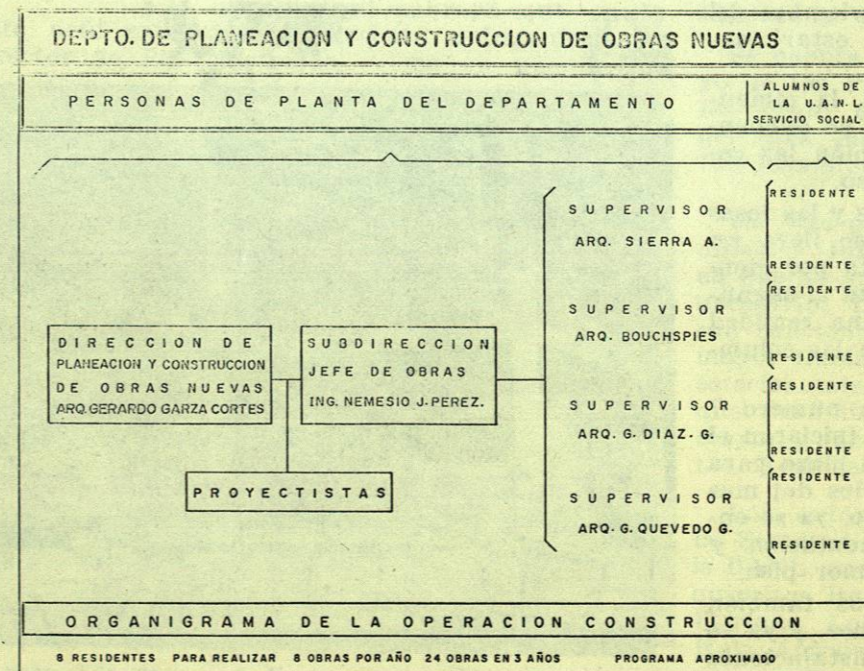 DEPTO. DE PLANEACION Y CONSTRUCCION DE OBRAS NUEVAS
PERSONAS DE PLANTA DEL DEPARTAMENTO
ALUMNOS DE
LA U.A.N.L.
SERVICIO SOCIAL
DIRECCION DE
PLANEACION Y CONSTRUCCION
DE OBRAS NUEVAS
ARQ. GERARDO GARZA CORTES
SUBDIRECCION
JEFE DE OBRAS
ING. NEMESIO J. PEREZ.
PROYECTISTAS
SUPERVISOR
ARQ. SIERRA A.
SUPERVISOR
ARQ. BOUCHSPIES
SUPERVISOR
ARQ. G. DIAZ. G.
SUPERVISOR
ARQ. G. QUEVEDO G.
RESIDENTE
RESIDENTE
RESIDENTE
RESIDENTE
RESIDENTE
RESIDENTE
RESIDENTE
RESIDENTE
ORGANIGRAMA DE LA OPERACION CONSTRUCCION
8 RESIDENTES PARA REALIZAR 8 OBRAS POR AÑO 24 OBRAS EN 3 AÑOS PROGRAMA APROXIMADO